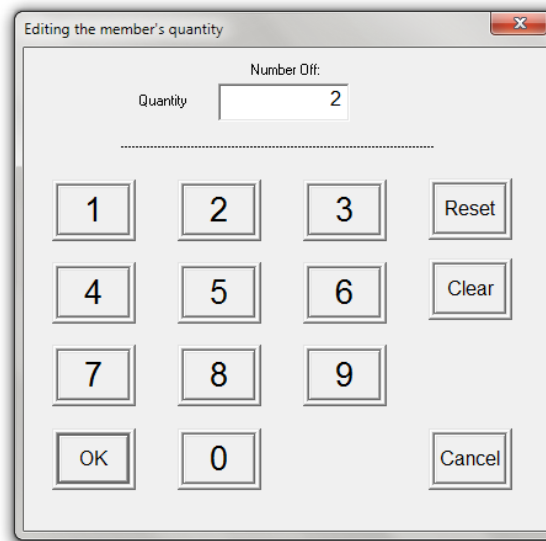 Editing the member's quantity
Number Off:
Quantity 2
1 2 3 Reset
4 5 6 Clear
7 8 9
OK 0 Cancel